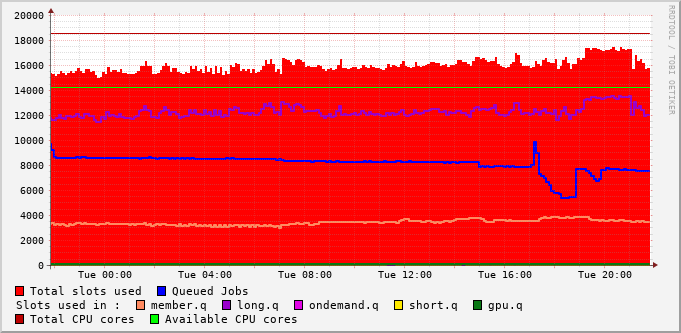 20000
18000
16000
14000
12000
10000
8000
6000
4000
2000
0
Tue 00:00 Tue 04:00 Tue 08:00 Tue 12:00 Tue 16:00 Tue 20:00
Total slots used Queued Jobs
Slots used in : member.q long.q ondemand.q short.q gpu.q
Total CPU cores Available CPU cores
RRDTOOL / TOBI OETIKER